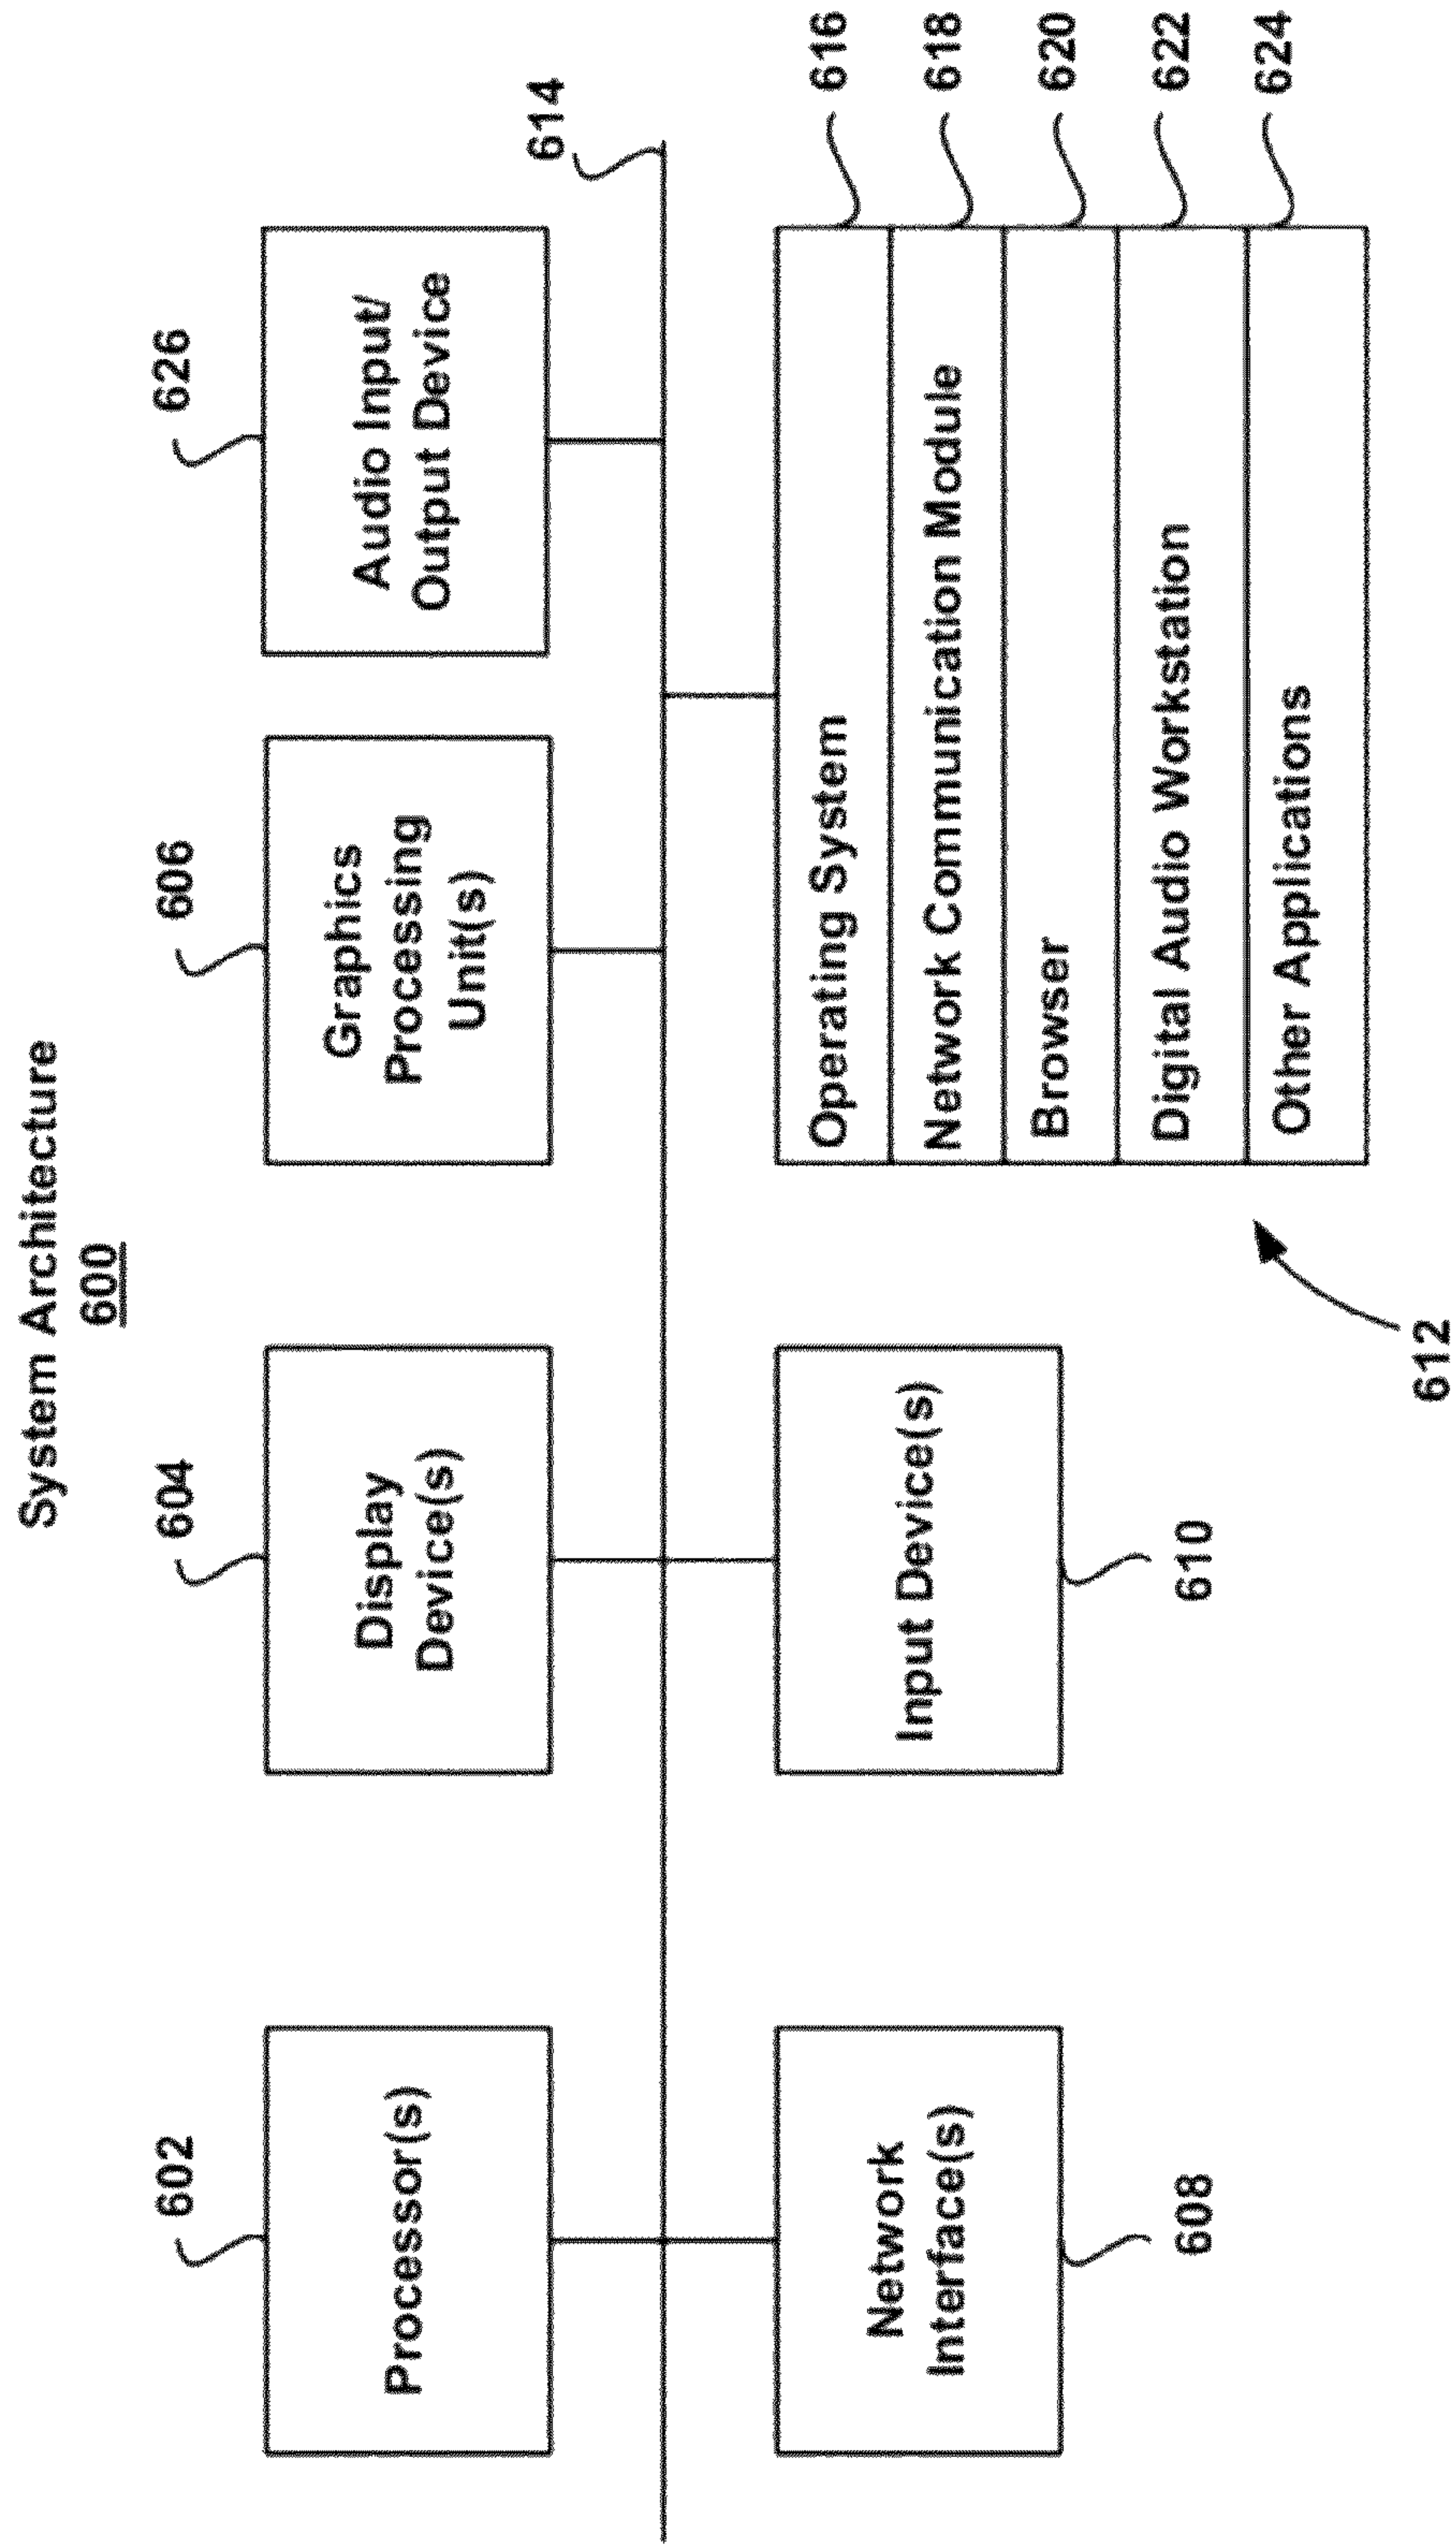 System Architecture
600
602
604
606
626
Processor(s)
Display
Device(s)
Graphics
Processing
Unit(s)
Audio Input/
Output Device
614
Network
Interface(s)
608
Input Device(s)
610
Operating System
616
Network Communication Module
618
Browser
620
Digital Audio Workstation
622
Other Applications
624
612